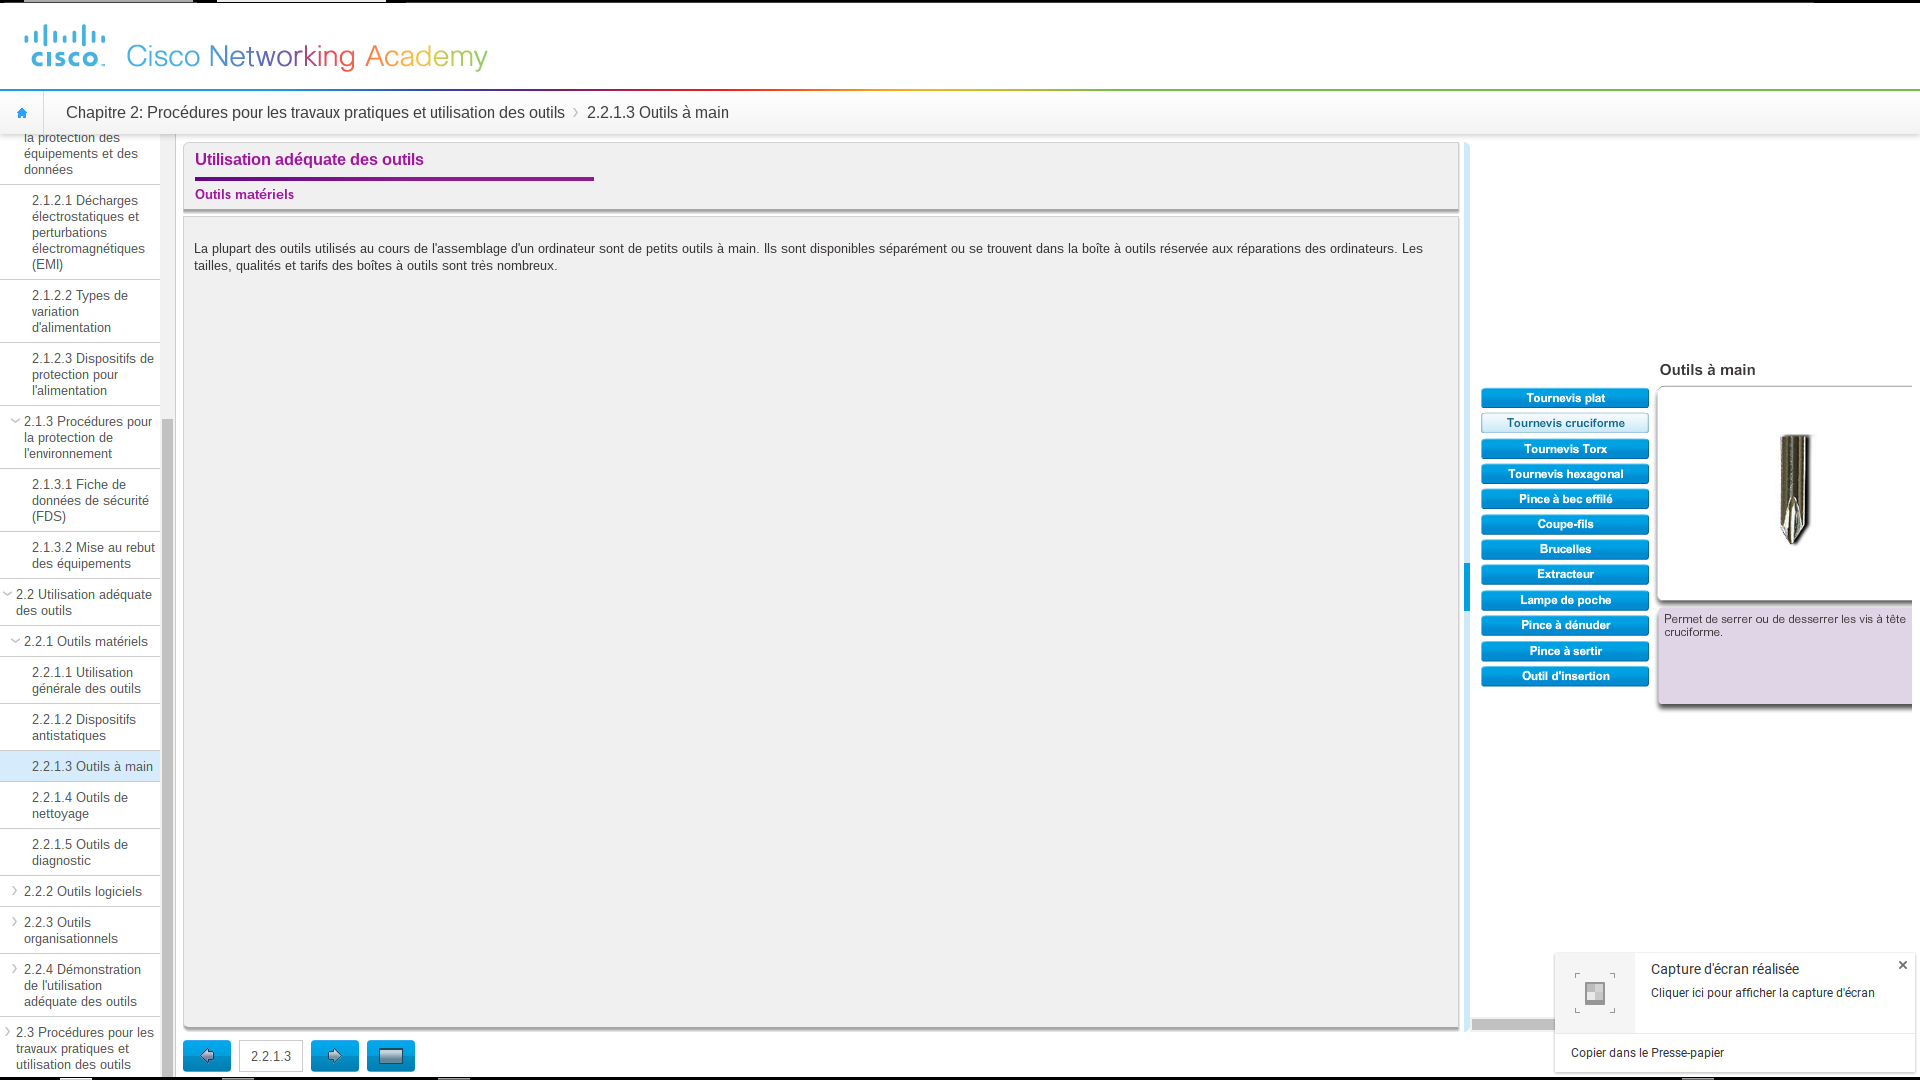 cisco
Cisco Networking Academy
Chapitre 2: Procédures pour les travaux pratiques et utilisation des outils
2.2.1.3 Outils à main
la protection des
équipements et des
données
2.1.2.1 Décharges
électrostatiques et
perturbations
électromagnétiques
(EMI)
2.1.2.2 Types de
variation
d'alimentation
2.1.2.3 Dispositifs de
protection pour
l'alimentation
2.1.3 Procédures pour
la protection de
l'environnement
2.1.3.1 Fiche de
données de sécurité
(FDS)
2.1.3.2 Mise au rebut
des équipements
2.2 Utilisation adéquate
des outils
2.2.1 Outils matériels
2.2.1.1 Utilisation
générale des outils
2.2.1.2 Dispositifs
antistatiques
2.2.1.3 Outils à main
2.2.1.4 Outils de
nettoyage
2.2.1.5 Outils de
diagnostic
2.2.2 Outils logiciels
2.2.3 Outils
organisationnels
2.2.4 Démonstration
de l'utilisation
adéquate des outils
2.3 Procédures pour les
travaux pratiques et
utilisation des outils
Utilisation adéquate des outils
Outils matériels
La plupart des outils utilisés au cours de l'assemblage d'un ordinateur sont de petits outils à main. Ils sont disponibles séparément ou se trouvent dans la boîte à outils réservée aux réparations des ordinateurs. Les
tailles, qualités et tarifs des boîtes à outils sont très nombreux.
2.2.1.3
Outils à main
Tournevis plat
Tournevis cruciforme
Tournevis Torx
Tournevis hexagonal
Pince à bec effilé
Coupe-fils
Brucelles
Extracteur
Lampe de poche
Pince à dénuder
Pince à sertir
Outil d'insertion
Permet de serrer ou de desserrer les vis à tête
cruciforme.
Capture d'écran réalisée
Cliquer ici pour afficher la capture d'écran
Copier dans le Presse-papier